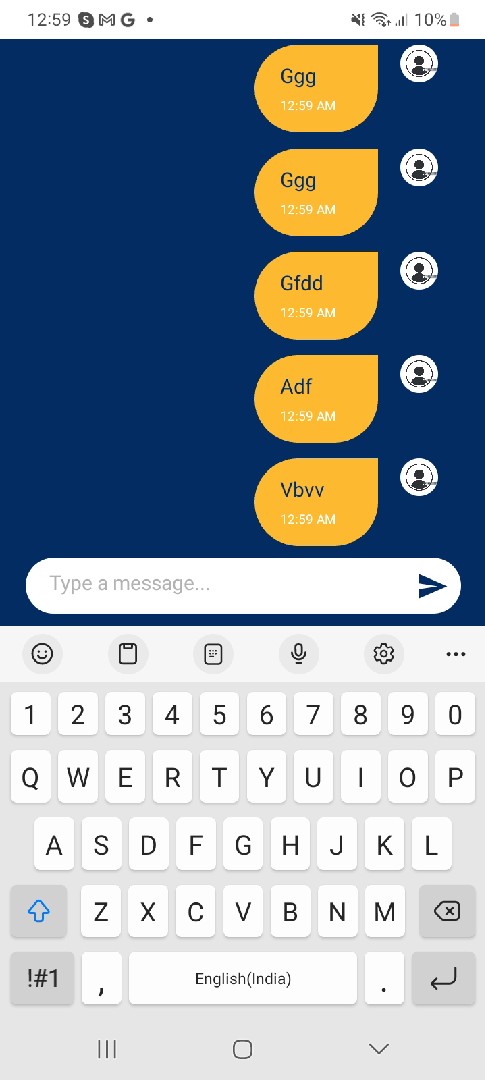 12:59 10%
Ggg
12:59 AM
Ggg
12:59 AM
Gfdd
12:59 AM
Adf
12:59 AM
Vbvv
12:59 AM
Type a message...
1 2 3 4 5 6 7 8 9 0
Q W E R T Y U I O P
A S D F G H J K L
Z X C V B N M
!#1 , English(India) .